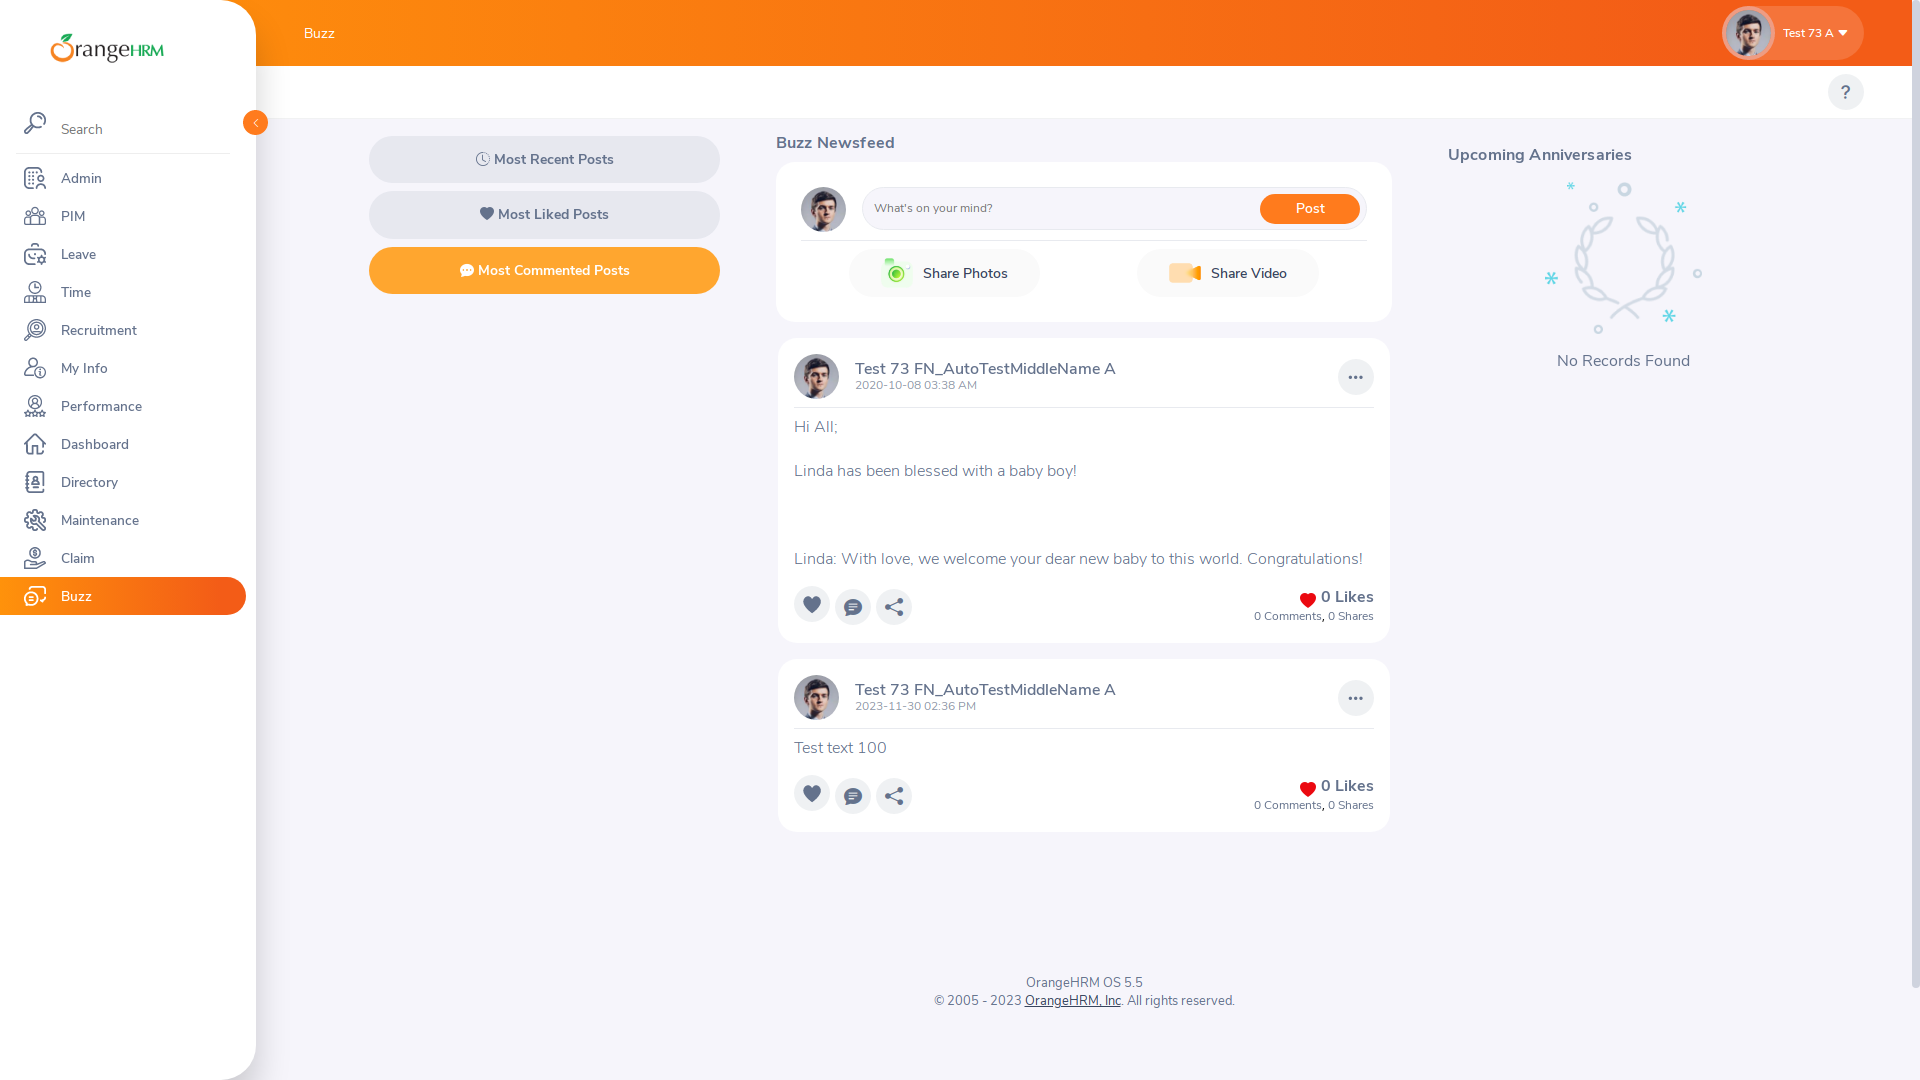 OrangeHRM
Buzz
Test 73 A
?
Search
Admin
PIM
Leave
Time
Recruitment
My Info
Performance
Dashboard
Directory
Maintenance
Claim
Buzz
Most Recent Posts
Most Liked Posts
Most Commented Posts
Buzz Newsfeed
What's on your mind?
Post
Share Photos
Share Video
Test 73 FN_AutoTestMiddleName A
2020-10-08 03:38 AM
Hi All;
Linda has been blessed with a baby boy!
Linda: With love, we welcome your dear new baby to this world. Congratulations!
0 Likes
0 Comments, 0 Shares
Test 73 FN_AutoTestMiddleName A
2023-11-30 02:36 PM
Test text 100
0 Likes
0 Comments, 0 Shares
Upcoming Anniversaries
No Records Found
OrangeHRM OS 5.5
© 2005 - 2023 OrangeHRM, Inc. All rights reserved.